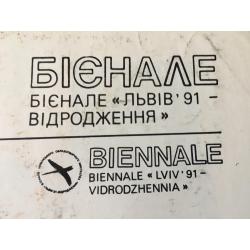 БІЄНАЛЕ
БІЄНАЛЕ «ЛЬВІВ'91 –
ВІДРОДЖЕННЯ»
BIENNALE
BIENNALE «LVIV'91–
VIDRODZHENNIA»